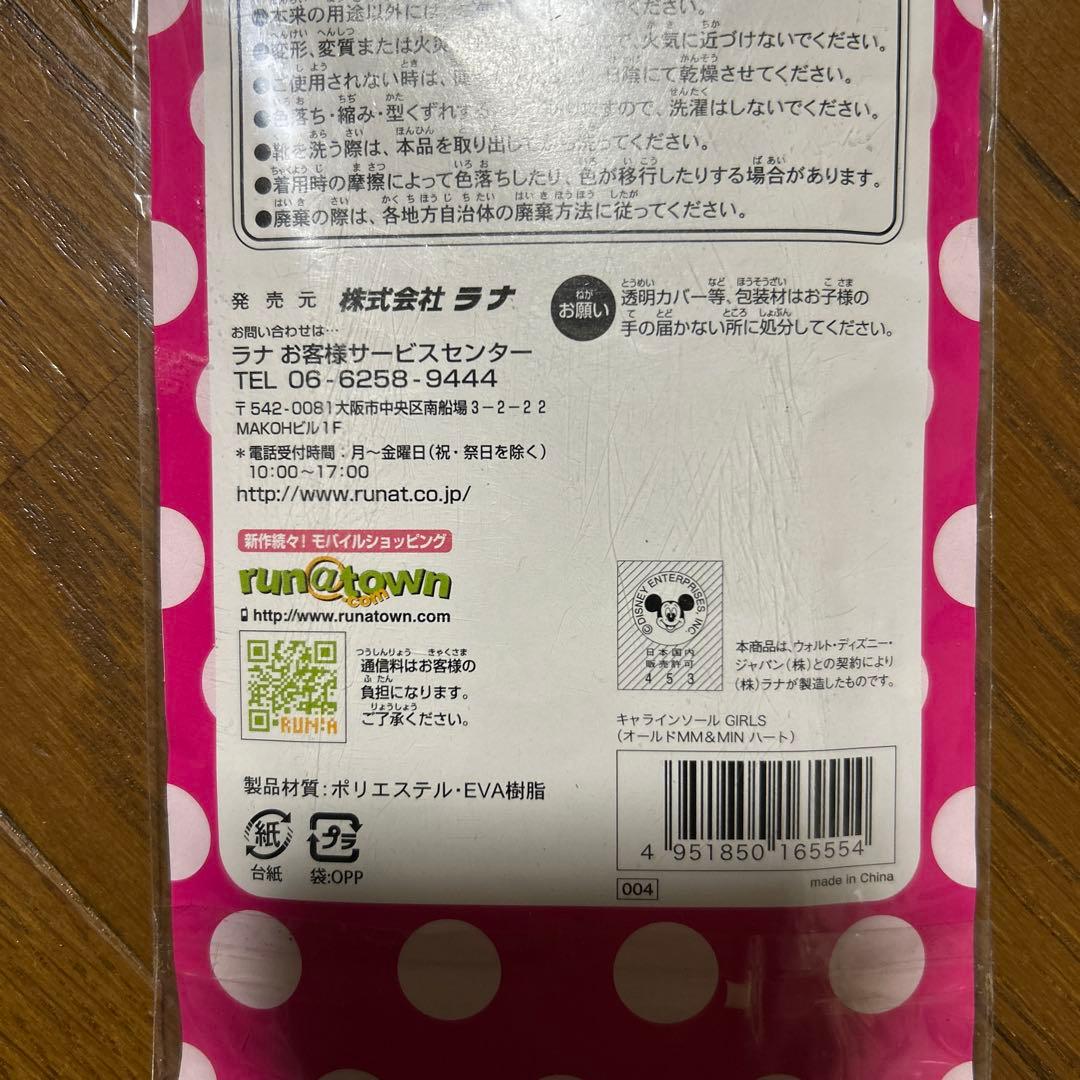 ●本来の用途以外には
ください。
●変形、変質または火災
火気に近づけないでください。
●ご使用されない時は、
日陰にて乾燥させてください。
●色落ち・縮み・型くずれする
すので、洗濯はしないでください。
●靴を洗う際は、本品を取り出して
ってください。
●着用時の摩擦によって色落ちしたり、色が移行したりする場合があります。
●廃棄の際は、各地方自治体の廃棄方法に従ってください。
発売元 株式会社 ラナ
お問い合わせは…
ラナ お客様サービスセンター
TEL 06-6258-9444
〒542-0081大阪市中央区南船場3-2-22
MAKOHビル1F
*電話受付時間:月~金曜日(祝・祭日を除く)
10:00~17:00
http://www.runat.co.jp/
お願い
透明カバー等、包装材はお子様の
手の届かない所に処分してください。
新作続々!モバイルショッピング
run@town
.com
http://www.runatown.com
RUN:A
通信料はお客様の
負担になります。
ご了承ください。
©DISNEY ENTERPRISES, INC.
日本国内
販売許可
453
本商品は、ウォルト・ディズニー・
ジャパン(株)との契約により
(株)ラナが製造したものです。
キャラインソール GIRLS
(オールドMM&MIN ハート)
製品材質:ポリエステル・EVA樹脂
紙
台紙
プラ
袋:OPP
4 951850 165554
004
made in China